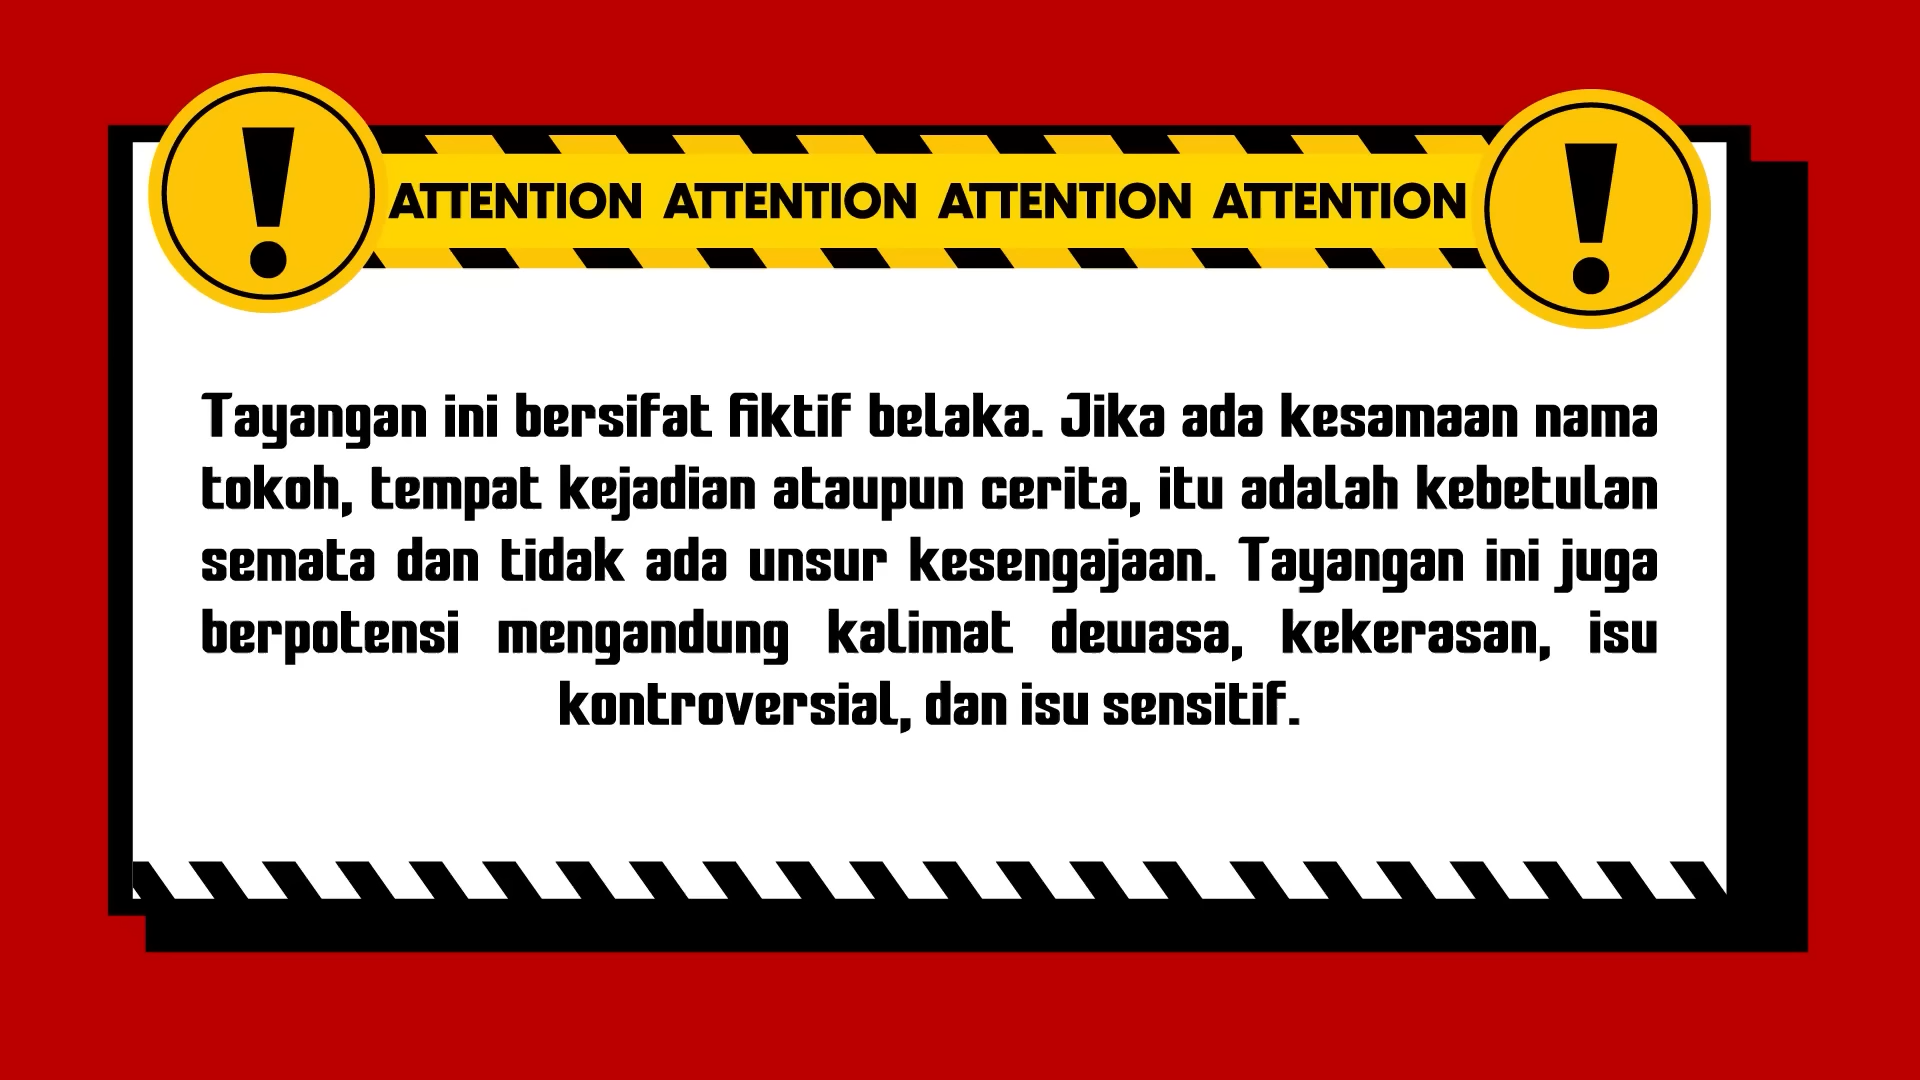 ATTENTION ATTENTION ATTENTION ATTENTION
Tayangan ini bersifat fiktif belaka. Jika ada kesamaan nama
tokoh, tempat kejadian ataupun cerita, itu adalah kebetulan
semata dan tidak ada unsur kesengajaan. Tayangan ini juga
berpotensi mengandung kalimat dewasa, kekerasan, isu
kontroversial, dan isu sensitif.